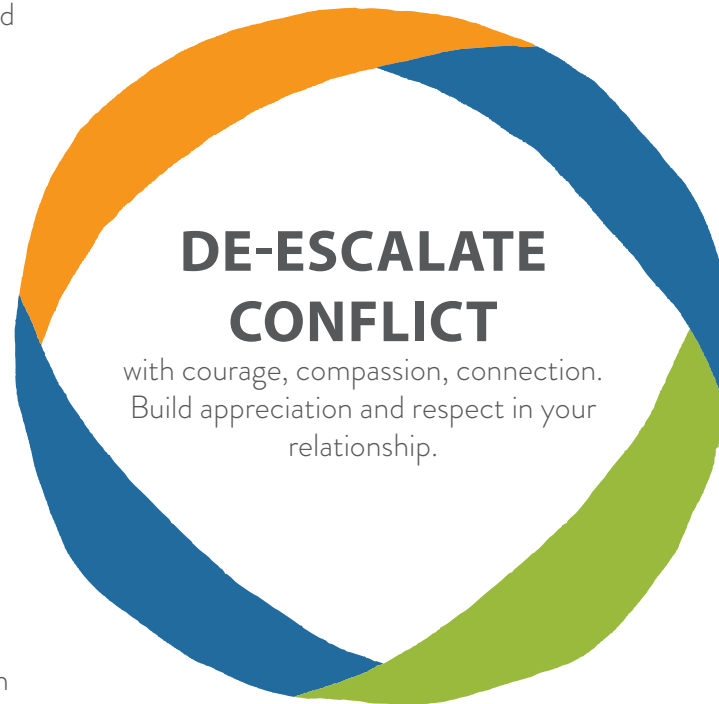 DE-ESCALATE
CONFLICT
with courage, compassion, connection.
Build appreciation and respect in your
relationship.